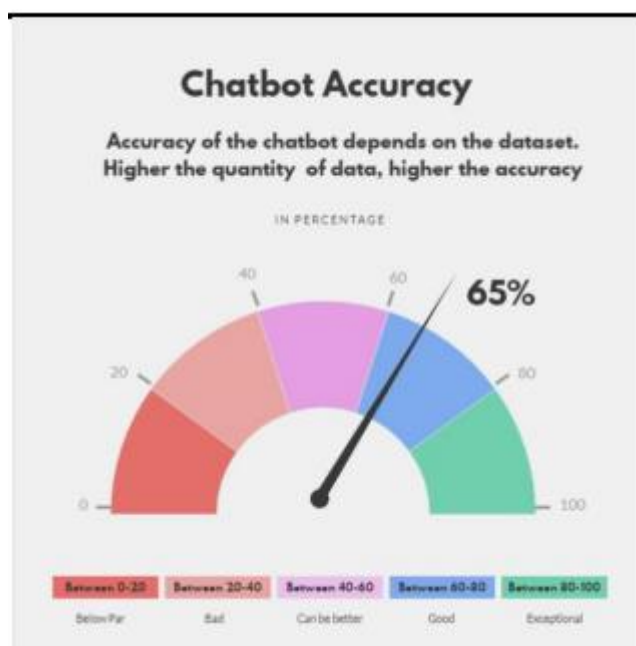 Chatbot Accuracy
Accuracy of the chatbot depends on the dataset.
Higher the quantity of data, higher the accuracy
IN PERCENTAGE
40
60
65%
20
80
0
100
Between 0-20 Between 20-40 Between 40-60 Between 60-80 Between 80-100
Below Par Bad Can be better Good Exceptional